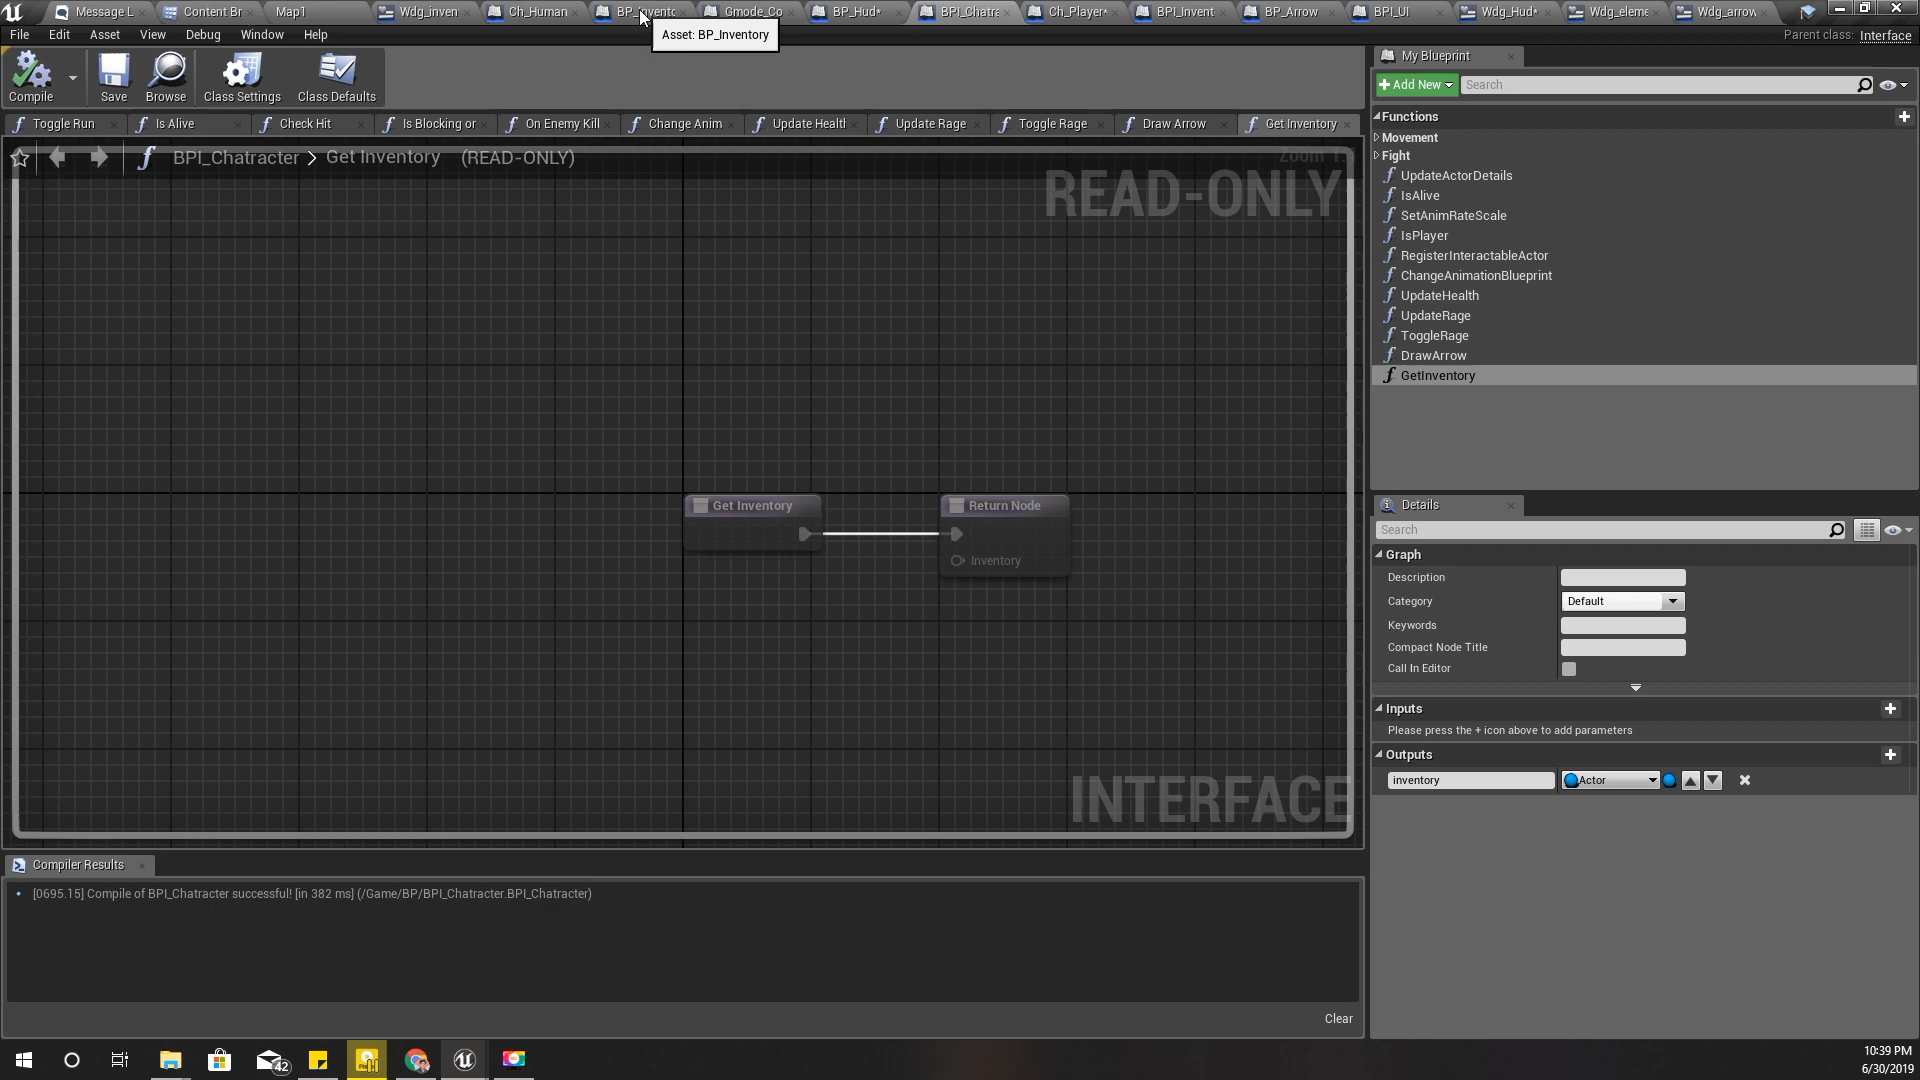 Message L
Content Br
Map1
Wdg_inven
Ch_Human
BP_Invento
Gmode_Co
BP_Hud*
BPI_Chatra
Ch_Player*
BPI_Invent
BP_Arrow
BPI_UI
Wdg_Hud*
Wdg_eleme
Wdg_arrow
File Edit Asset View Debug Window Help
Asset: BP_Inventory
Parent class: Interface
Compile
Save
Browse
Class Settings
Class Defaults
Toggle Run
Is Alive
Check Hit
Is Blocking or
On Enemy Kill
Change Anim
Update Healtl
Update Rage
Toggle Rage
Draw Arrow
Get Inventory
BPI_Chatracter > Get Inventory (READ-ONLY)
READ-ONLY
Get Inventory
Return Node
Inventory
INTERFACE
Compiler Results
[0695.15] Compile of BPI_Chatracter successful! [in 382 ms] (/Game/BP/BPI_Chatracter.BPI_Chatracter)
Clear
My Blueprint
+Add New
Search
Functions
Movement
Fight
UpdateActorDetails
IsAlive
SetAnimRateScale
IsPlayer
RegisterInteractableActor
ChangeAnimationBlueprint
UpdateHealth
UpdateRage
ToggleRage
DrawArrow
GetInventory
Details
Search
Graph
Description
Category Default
Keywords
Compact Node Title
Call In Editor
Inputs
Please press the + icon above to add parameters
Outputs
inventory Actor
42
10:39 PM
6/30/2019